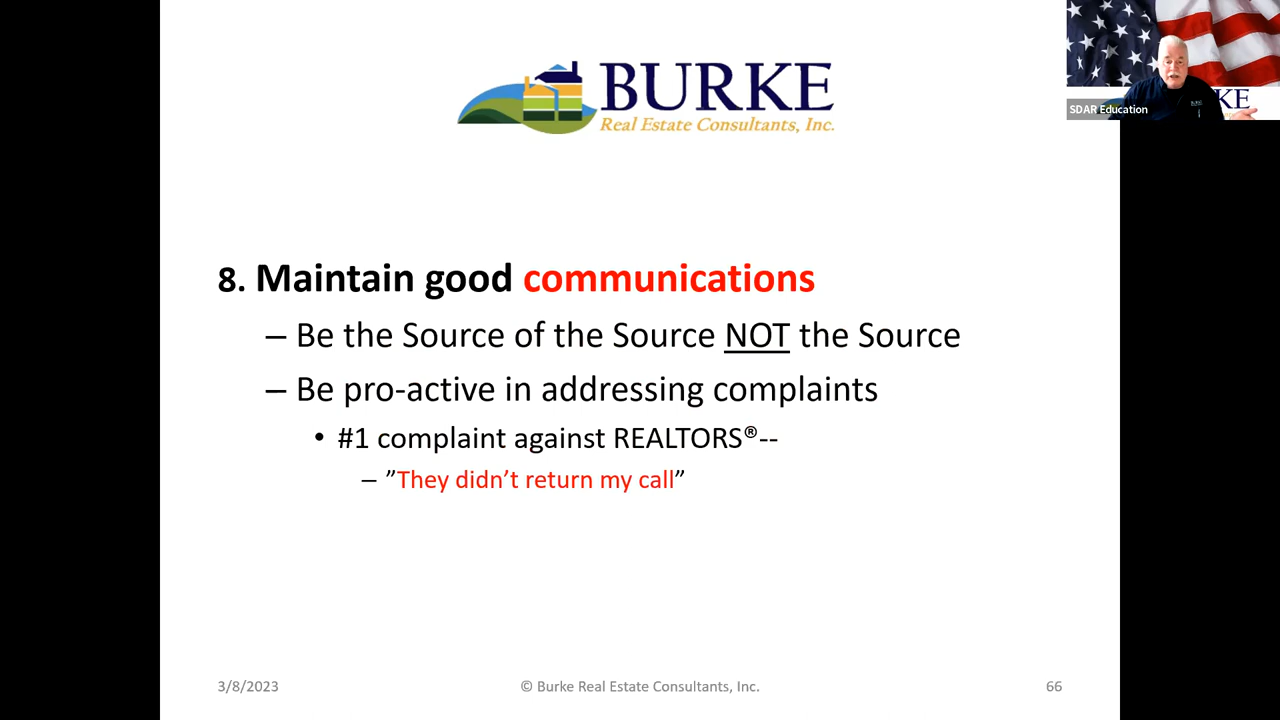 BURKE
Real Estate Consultants, Inc.
KE
SDAR Education
8. Maintain good communications
– Be the Source of the Source NOT the Source
– Be pro-active in addressing complaints
• #1 complaint against REALTORS®--
– ”They didn’t return my call”
3/8/2023
© Burke Real Estate Consultants, Inc.
66